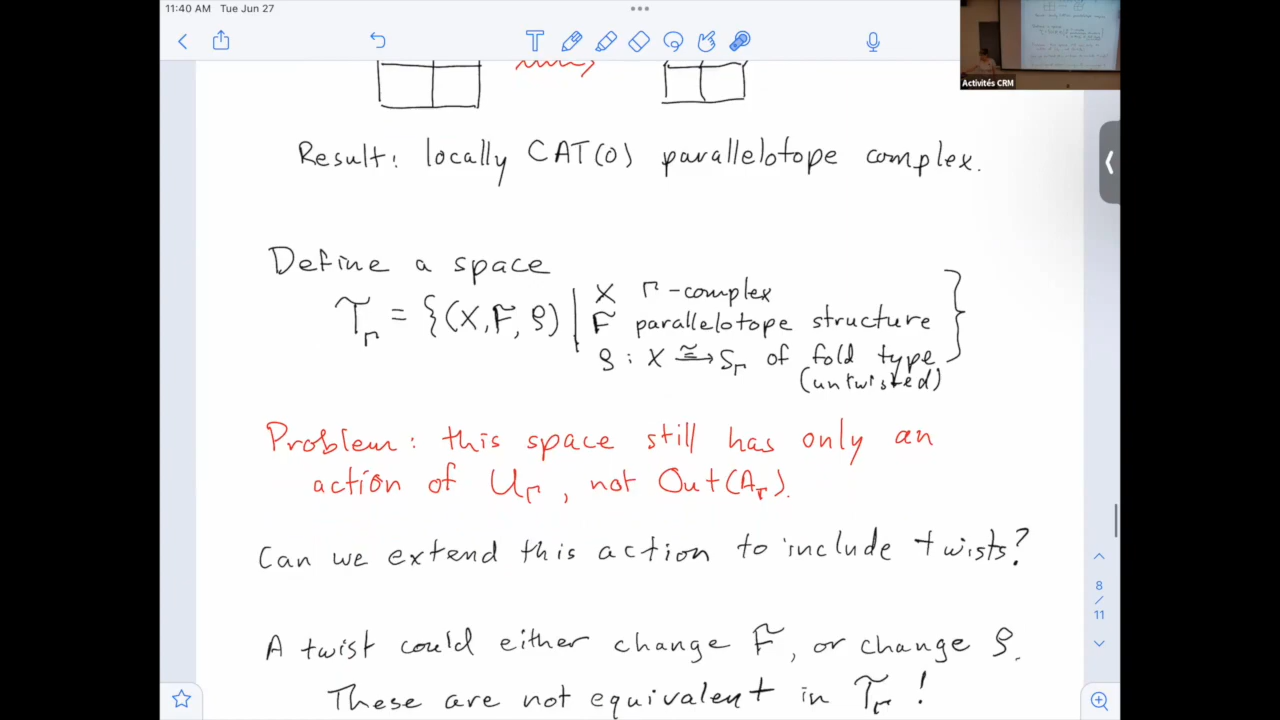 11:40 AM Tue Jun 27
Activités CRM
Result: locally CAT(0) parallelotope complex.
Define a space
𝒯_Γ = {(X, F̃, ρ) | X Γ-complex
F̃ parallelotope structure
ρ : X ≅→ S_Γ of fold type }
(untwisted)
Problem: this space still has only an
action of U_Γ, not Out(A_Γ).
Can we extend this action to include twists?
A twist could either change F̃, or change ρ.
These are not equivalent in 𝒯_Γ !
8
/
11